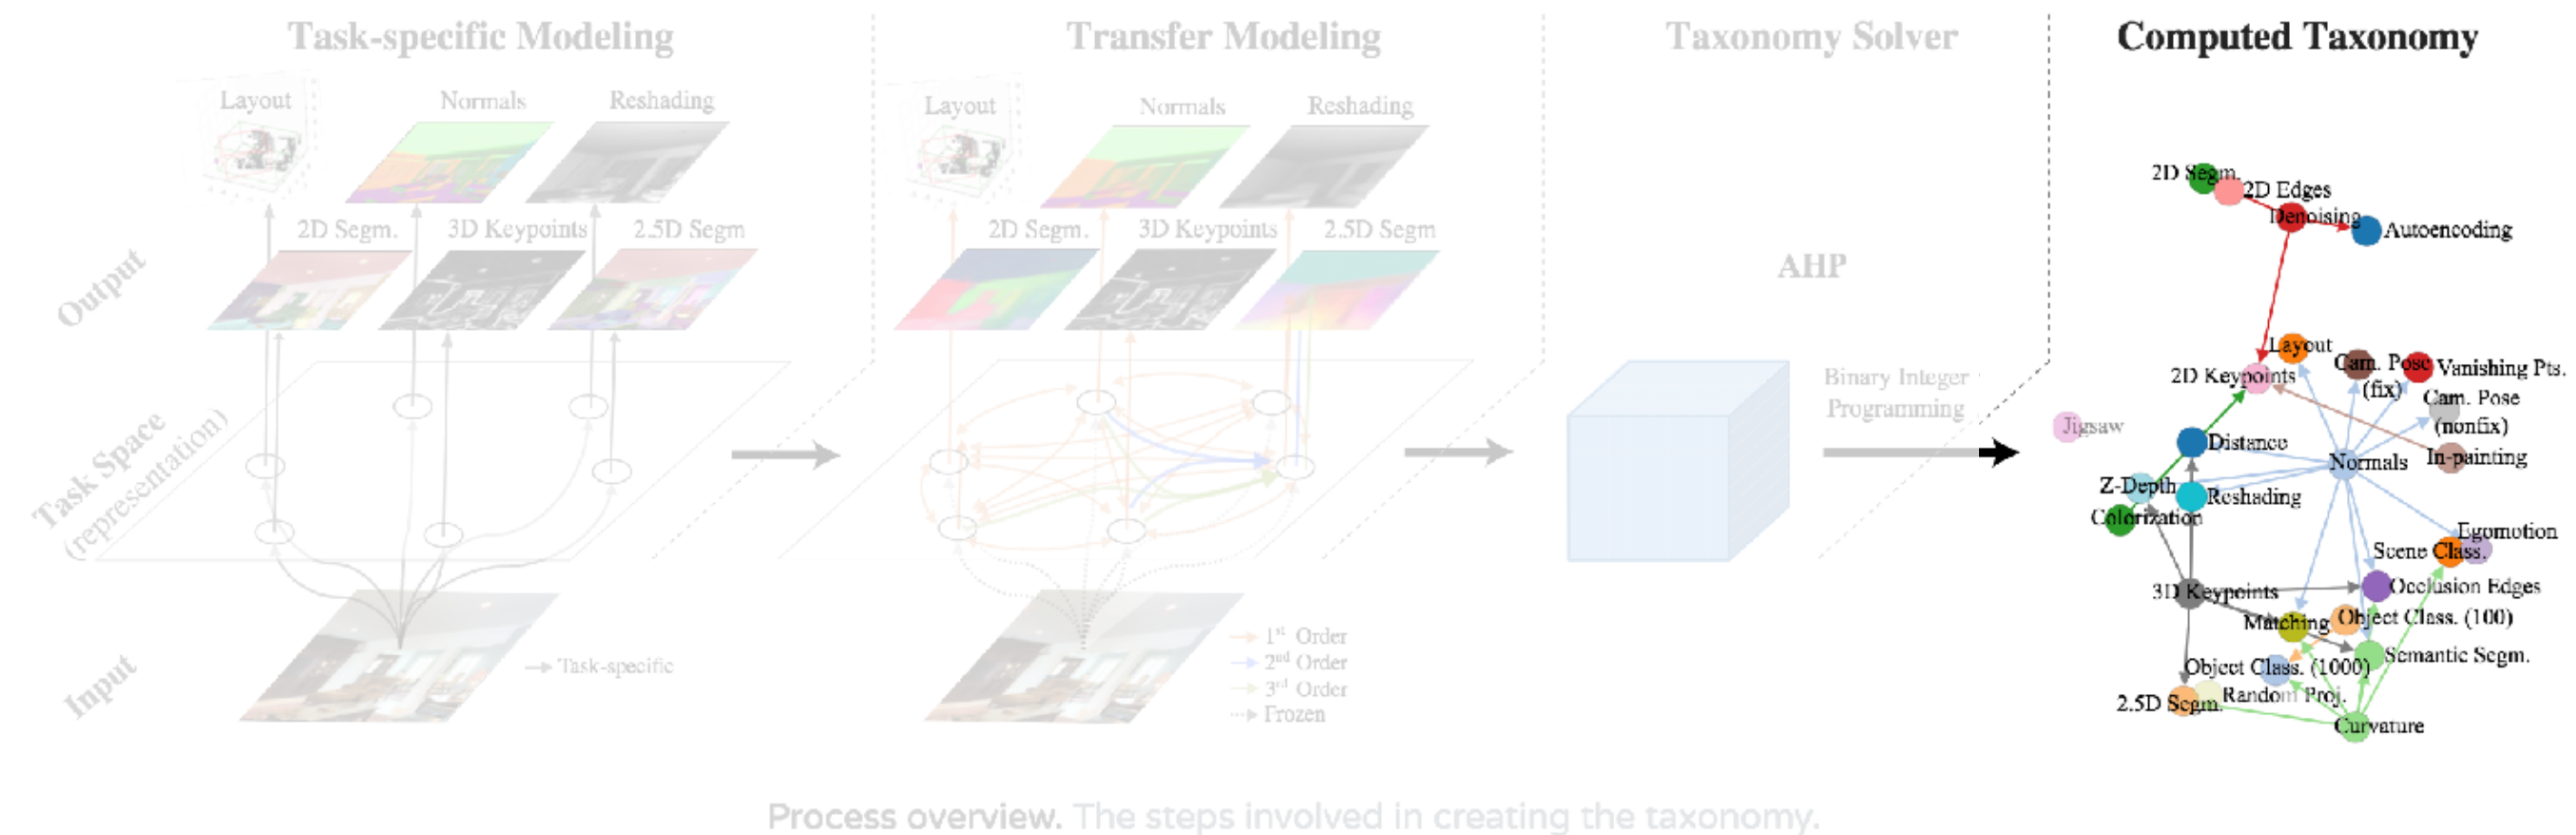 Task-specific Modeling
Transfer Modeling
Taxonomy Solver
Computed Taxonomy
Layout
Normals
Reshading
2D Segm.
3D Keypoints
2.5D Segm
Output
Task Space
(representation)
Input
Task-specific
Layout
Normals
Reshading
2D Segm.
3D Keypoints
2.5D Segm
1st Order
2nd Order
3rd Order
Frozen
AHP
Binary Integer
Programming
2D Segm.
2D Edges
Denoising
Autoencoding
Layout
Cam. Pose
(fix)
Vanishing Pts.
2D Keypoints
Cam. Pose
(nonfix)
Jigsaw
Distance
Normals
In-painting
Z-Depth
Reshading
Colorization
Egomotion
Scene Class.
3D Keypoints
Occlusion Edges
Matching
Object Class. (100)
Semantic Segm.
Object Class. (1000)
Random Proj.
2.5D Segm.
Curvature
Process overview. The steps involved in creating the taxonomy.